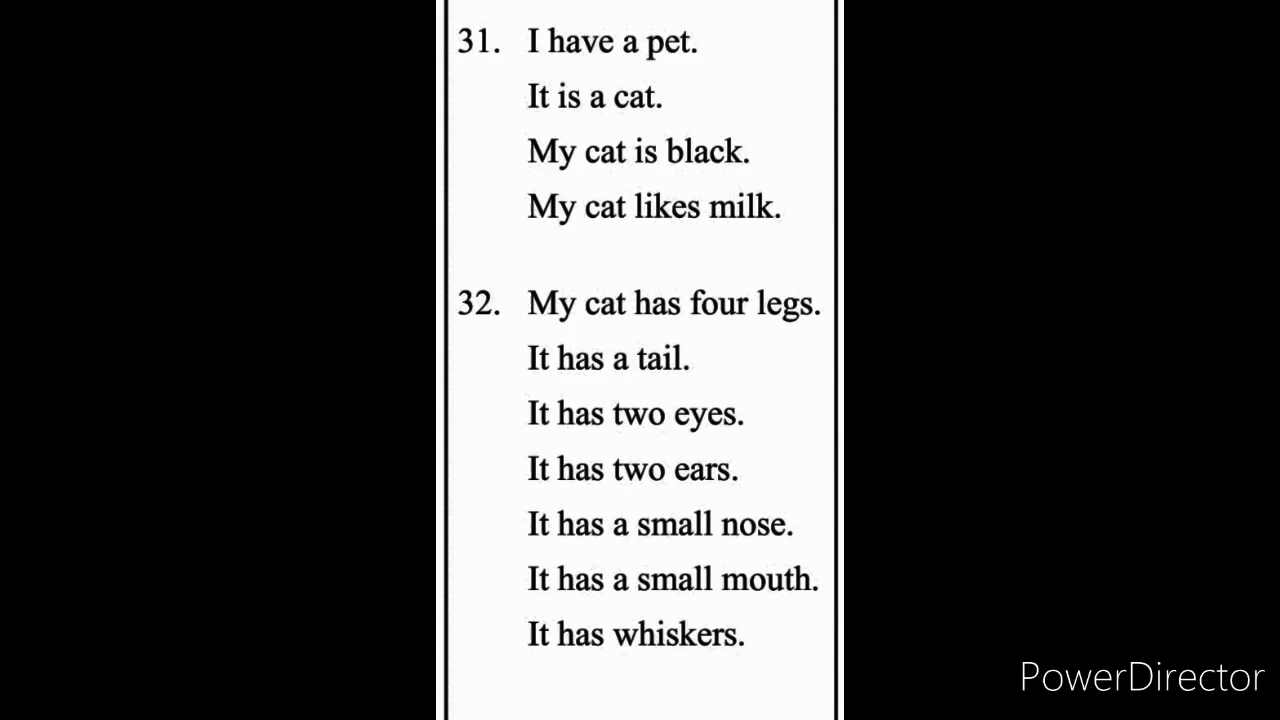 31. I have a pet.
It is a cat.
My cat is black.
My cat likes milk.
32. My cat has four legs.
It has a tail.
It has two eyes.
It has two ears.
It has a small nose.
It has a small mouth.
It has whiskers.
PowerDirector